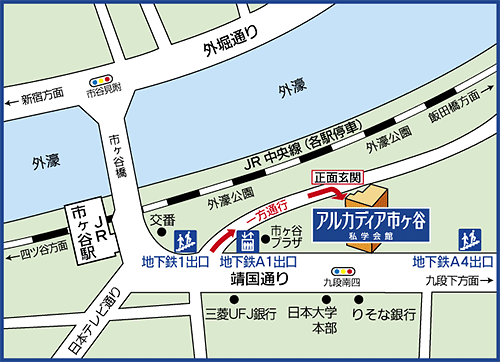 外堀通り
←新宿方面
市谷見附
外濠
外濠
飯田橋方面→
市ヶ谷橋
JR中央線(各駅停車)
外濠公園
外濠
外濠公園
正面玄関
一方通行
アルカディア市ヶ谷
私学会館
JR
市ヶ谷駅
交番
市ヶ谷
プラザ
←四ツ谷方面
地下鉄1出口
地下鉄A1出口
地下鉄A4出口
靖国通り
九段南四
九段下方面→
日本テレビ通り
三菱UFJ銀行
日本大学
本部
りそな銀行